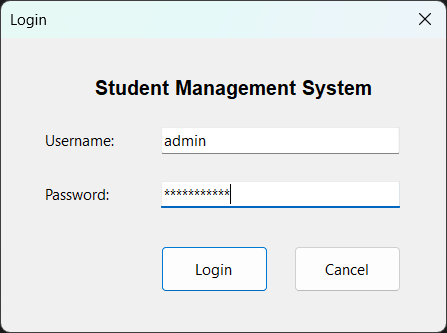 Login
Student Management System
Username: admin
Password: ***********
Login Cancel